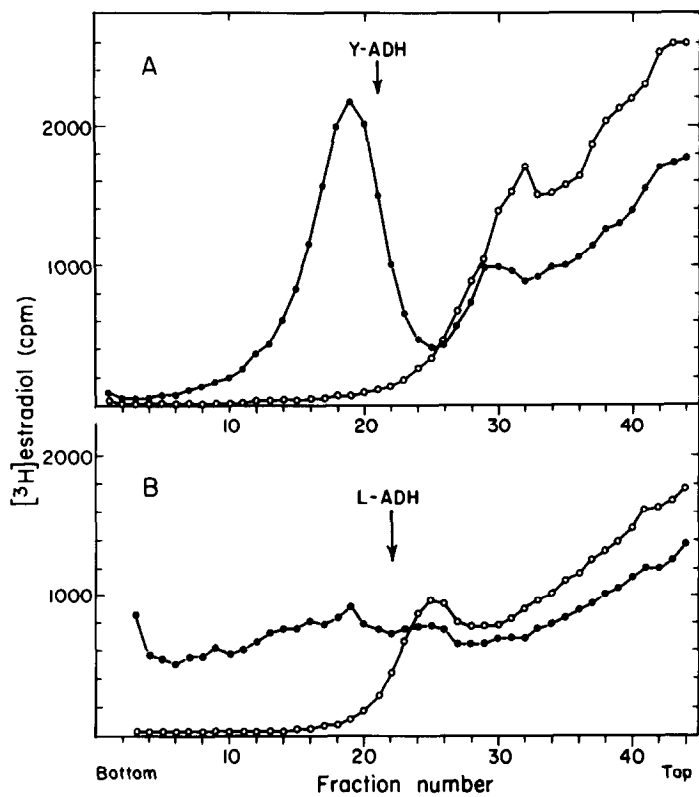 A
Y-ADH
2000
1000
10
20
30
40
[³H]estradiol (cpm)
B
L-ADH
2000
1000
10
20
30
40
Bottom
Fraction number
Top